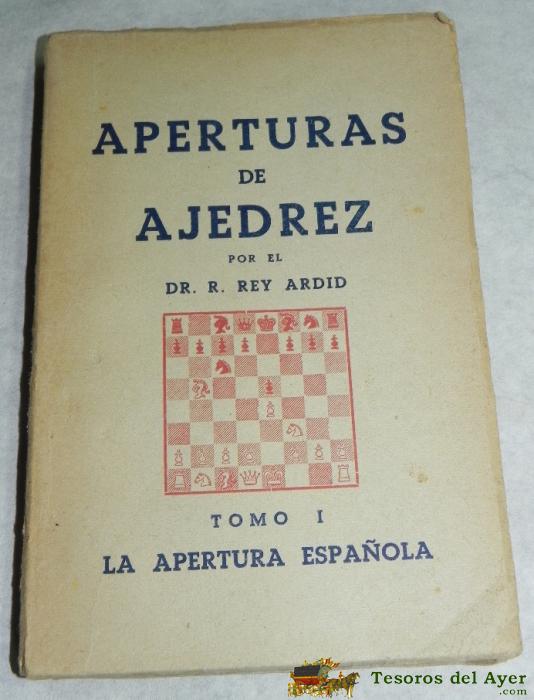 APERTURAS
DE
AJEDREZ
POR EL
DR. R. REY ARDID
TOMO I
LA APERTURA ESPAÑOLA
Tesoros del Ayer
.com